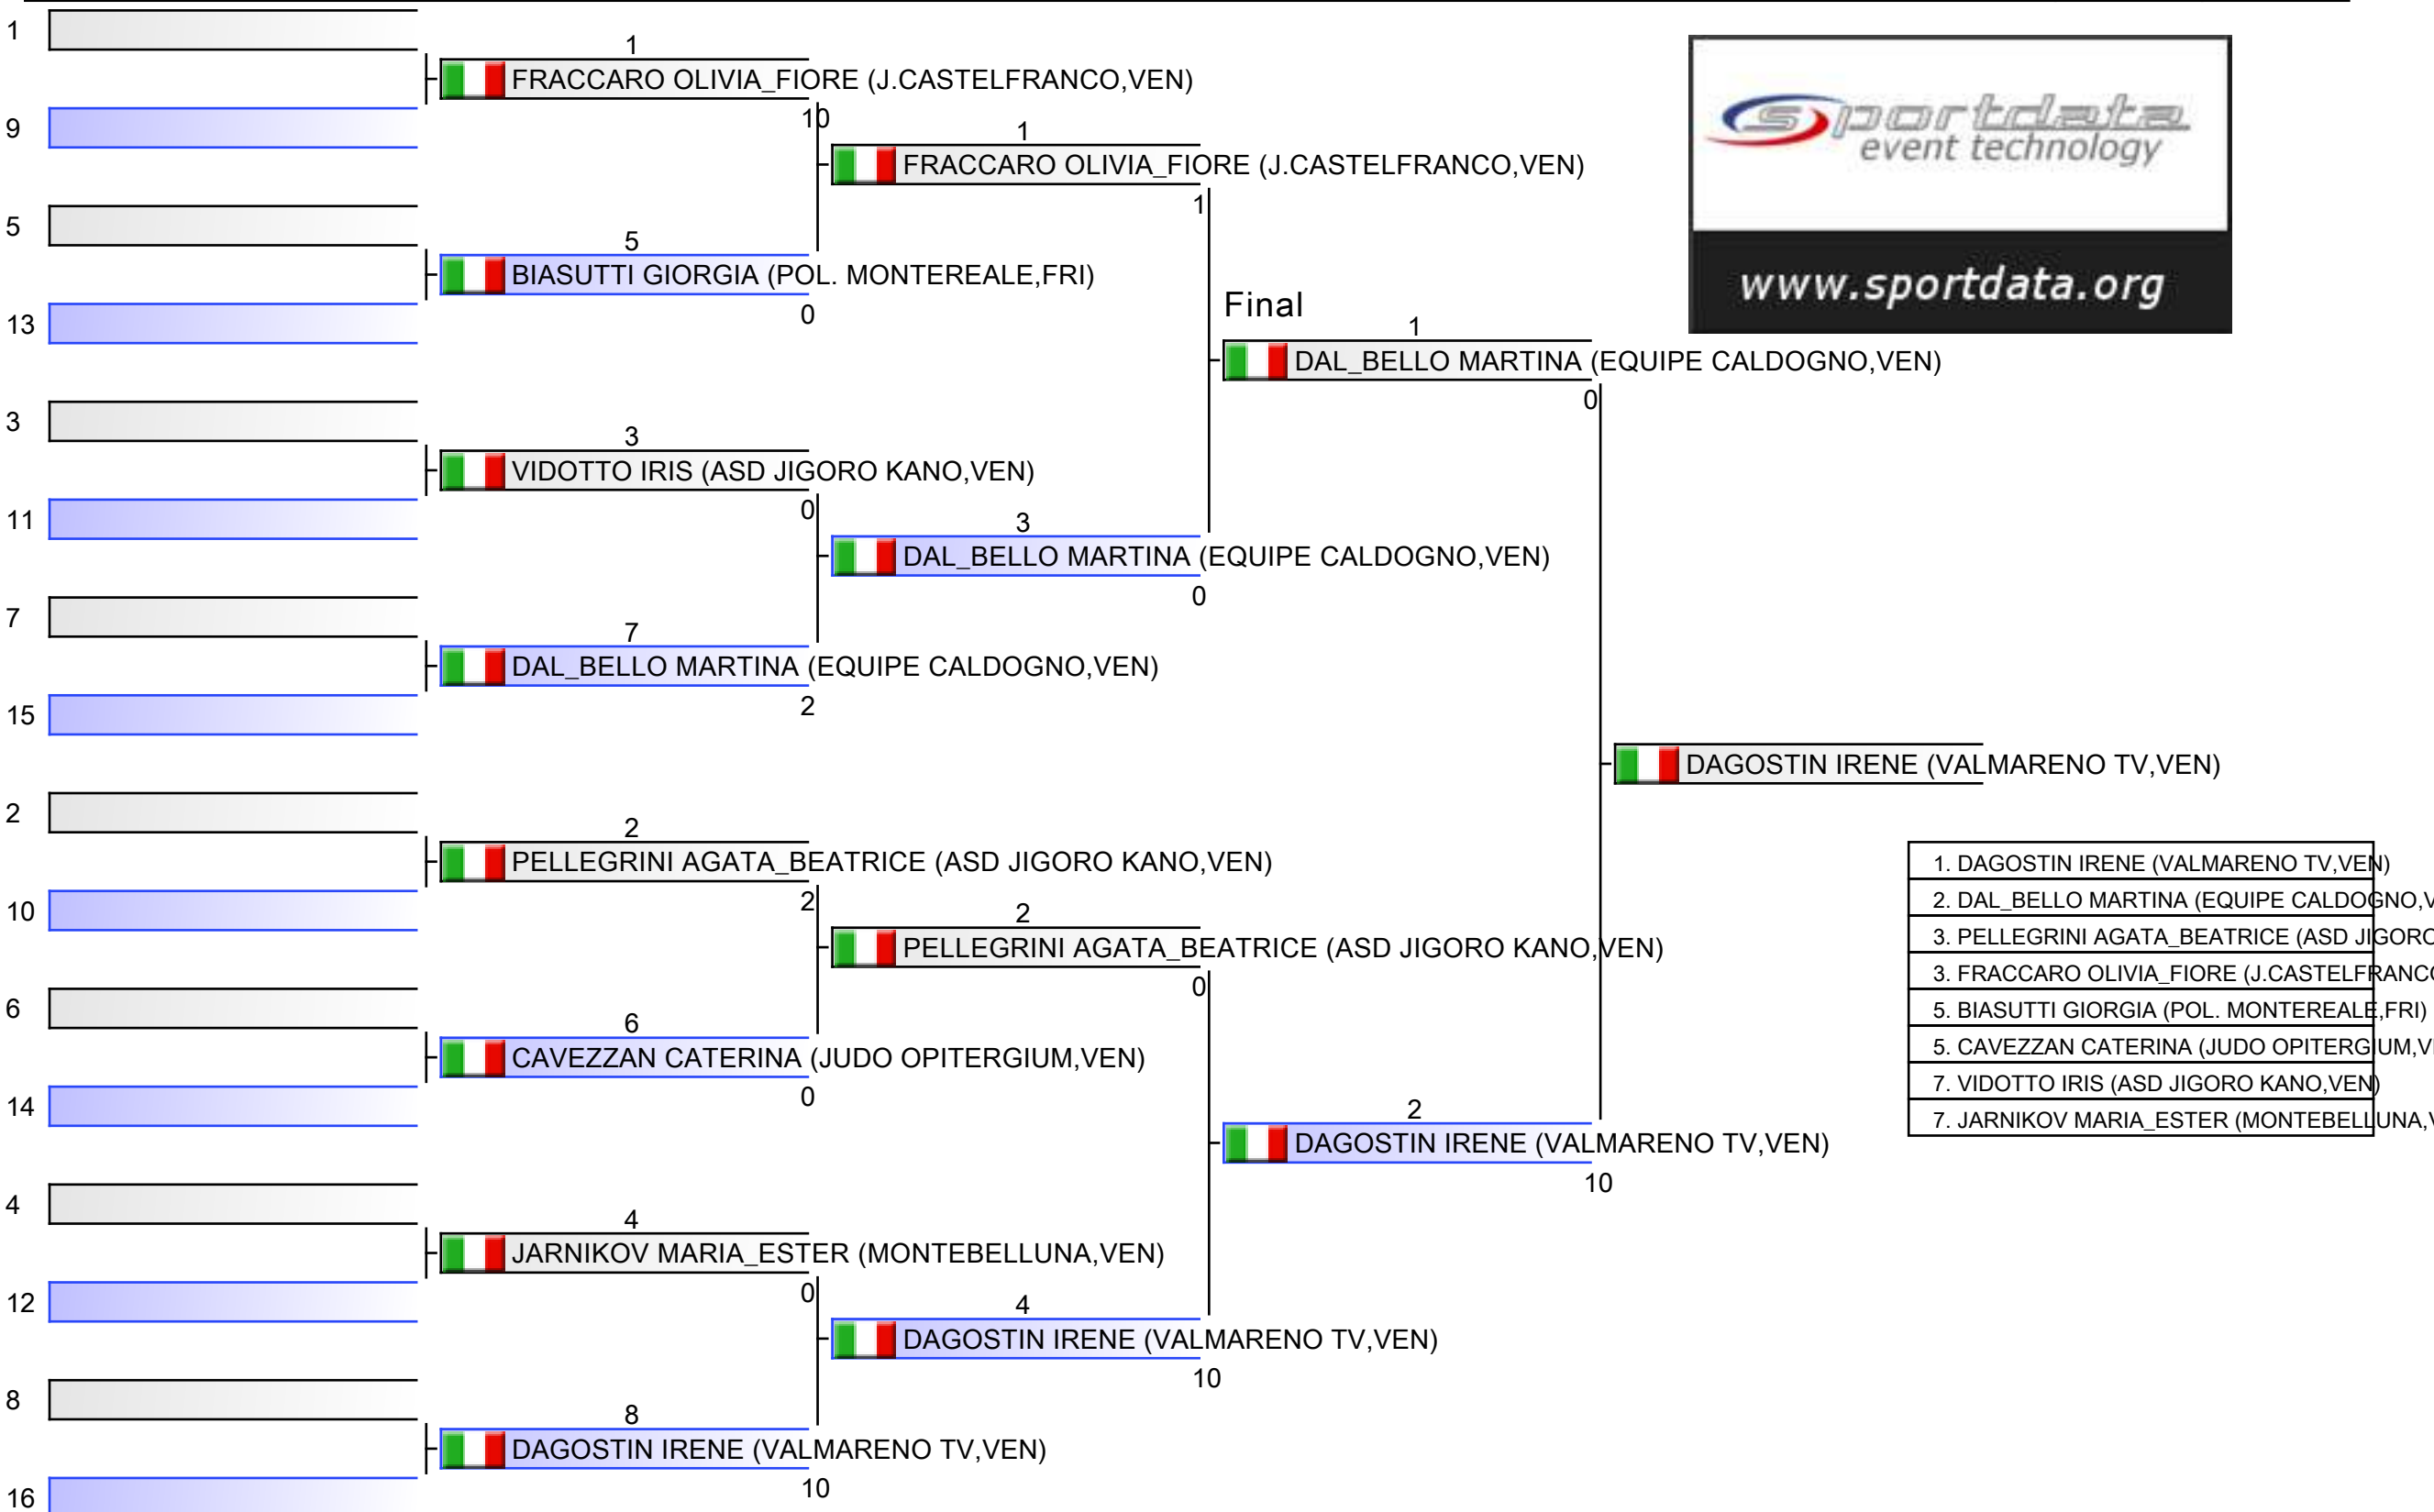 1
1
FRACCARO OLIVIA_FIORE (J.CASTELFRANCO,VEN)
9
10
1
FRACCARO OLIVIA_FIORE (J.CASTELFRANCO,VEN)
1
5
5
BIASUTTI GIORGIA (POL. MONTEREALE,FRI)
0
13
sportdata
event technology
www.sportdata.org
Final
1
DAL_BELLO MARTINA (EQUIPE CALDOGNO,VEN)
0
3
3
VIDOTTO IRIS (ASD JIGORO KANO,VEN)
0
11
3
DAL_BELLO MARTINA (EQUIPE CALDOGNO,VEN)
0
7
7
DAL_BELLO MARTINA (EQUIPE CALDOGNO,VEN)
2
15
DAGOSTIN IRENE (VALMARENO TV,VEN)
2
2
PELLEGRINI AGATA_BEATRICE (ASD JIGORO KANO,VEN)
2
10
2
PELLEGRINI AGATA_BEATRICE (ASD JIGORO KANO,VEN)
0
6
6
CAVEZZAN CATERINA (JUDO OPITERGIUM,VEN)
0
14
1. DAGOSTIN IRENE (VALMARENO TV,VEN)
2. DAL_BELLO MARTINA (EQUIPE CALDOGNO,V
3. PELLEGRINI AGATA_BEATRICE (ASD JIGORO
3. FRACCARO OLIVIA_FIORE (J.CASTELFRANCO
5. BIASUTTI GIORGIA (POL. MONTEREALE,FRI)
5. CAVEZZAN CATERINA (JUDO OPITERGIUM,V
7. VIDOTTO IRIS (ASD JIGORO KANO,VEN)
7. JARNIKOV MARIA_ESTER (MONTEBELLUNA,V
2
DAGOSTIN IRENE (VALMARENO TV,VEN)
10
4
4
JARNIKOV MARIA_ESTER (MONTEBELLUNA,VEN)
0
12
4
DAGOSTIN IRENE (VALMARENO TV,VEN)
10
8
8
DAGOSTIN IRENE (VALMARENO TV,VEN)
10
16